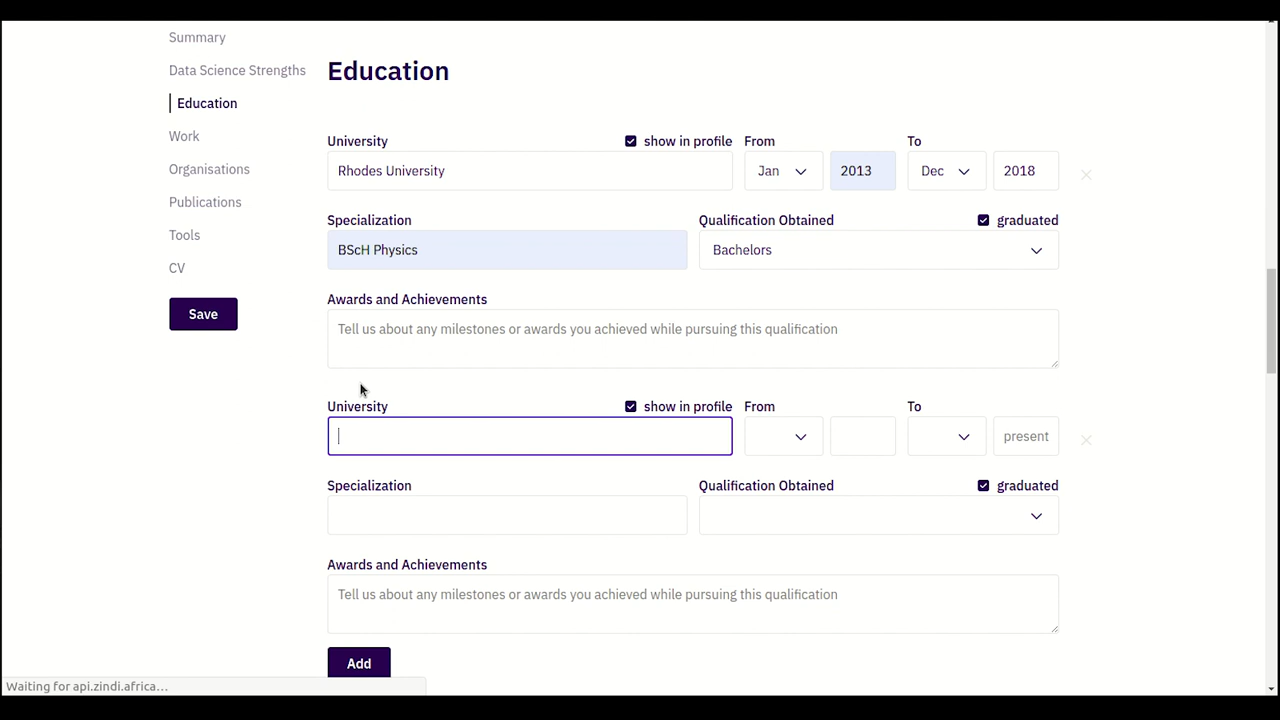 Summary
Data Science Strengths
Education
Work
Organisations
Publications
Tools
CV
Save
Education
University show in profile From To
Rhodes University Jan 2013 Dec 2018
Specialization Qualification Obtained graduated
BScH Physics Bachelors
Awards and Achievements
Tell us about any milestones or awards you achieved while pursuing this qualification
University show in profile From To
present
Specialization Qualification Obtained graduated
Awards and Achievements
Tell us about any milestones or awards you achieved while pursuing this qualification
Add
Waiting for api.zindi.africa...